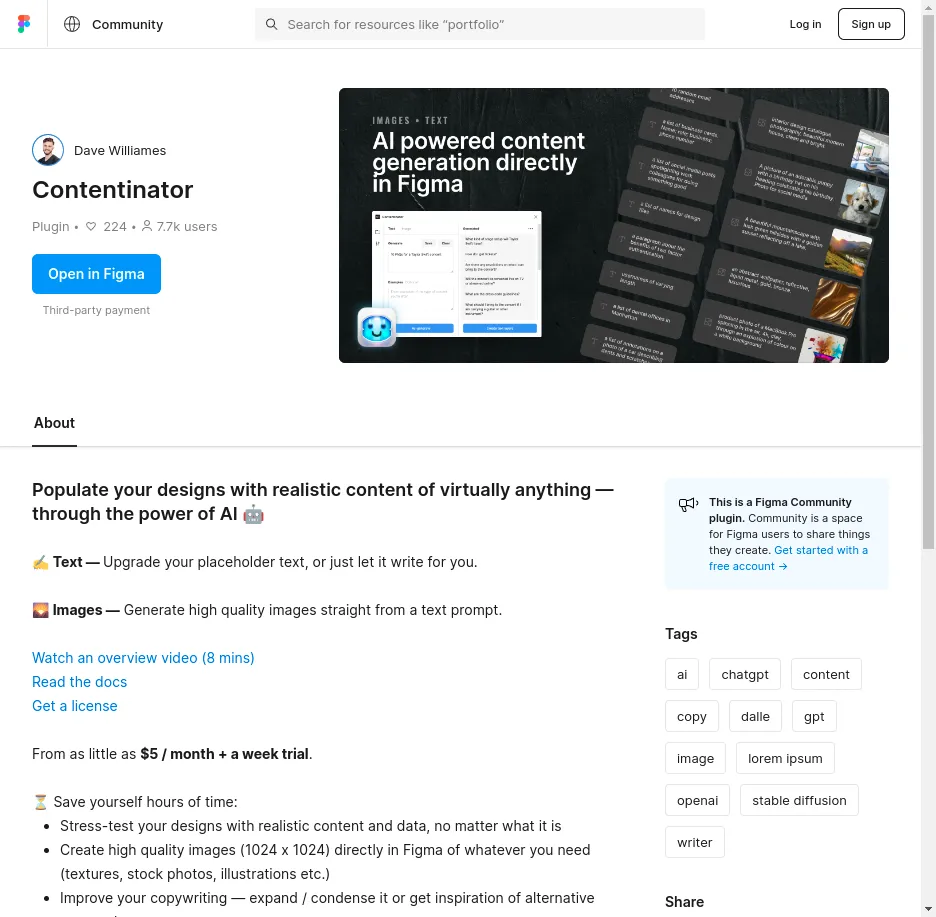 Community
Search for resources like “portfolio”
Log in
Sign up
Dave Williames
Contentinator
Plugin • 224 • 7.7k users
Open in Figma
Third-party payment
IMAGES + TEXT
AI powered content
generation directly
in Figma
About
Populate your designs with realistic content of virtually anything —
through the power of AI 🤖
✍️ Text — Upgrade your placeholder text, or just let it write for you.
🌄 Images — Generate high quality images straight from a text prompt.
Watch an overview video (8 mins)
Read the docs
Get a license
From as little as $5 / month + a week trial.
⏳ Save yourself hours of time:
• Stress-test your designs with realistic content and data, no matter what it is
• Create high quality images (1024 x 1024) directly in Figma of whatever you need
(textures, stock photos, illustrations etc.)
• Improve your copywriting — expand / condense it or get inspiration of alternative
This is a Figma Community
plugin. Community is a space
for Figma users to share things
they create. Get started with a
free account →
Tags
ai chatgpt content
copy dalle gpt
image lorem ipsum
openai stable diffusion
writer
Share